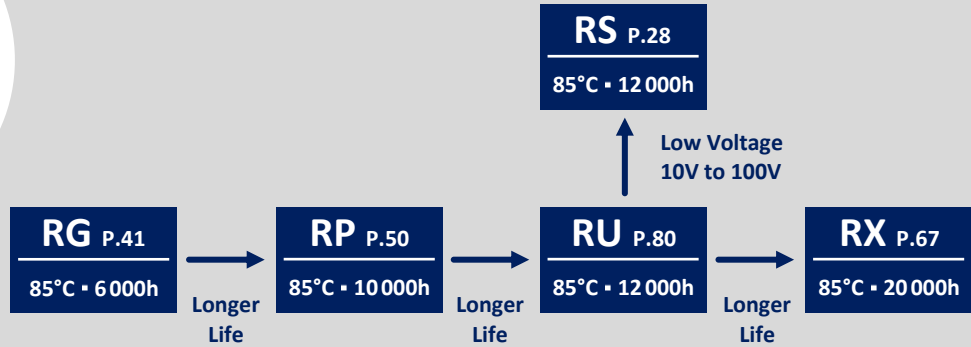 RS P.28
85°C ▪ 12 000h
Low Voltage
10V to 100V
RG P.41
85°C ▪ 6 000h
Longer
Life
RP P.50
85°C ▪ 10 000h
Longer
Life
RU P.80
85°C ▪ 12 000h
Longer
Life
RX P.67
85°C ▪ 20 000h